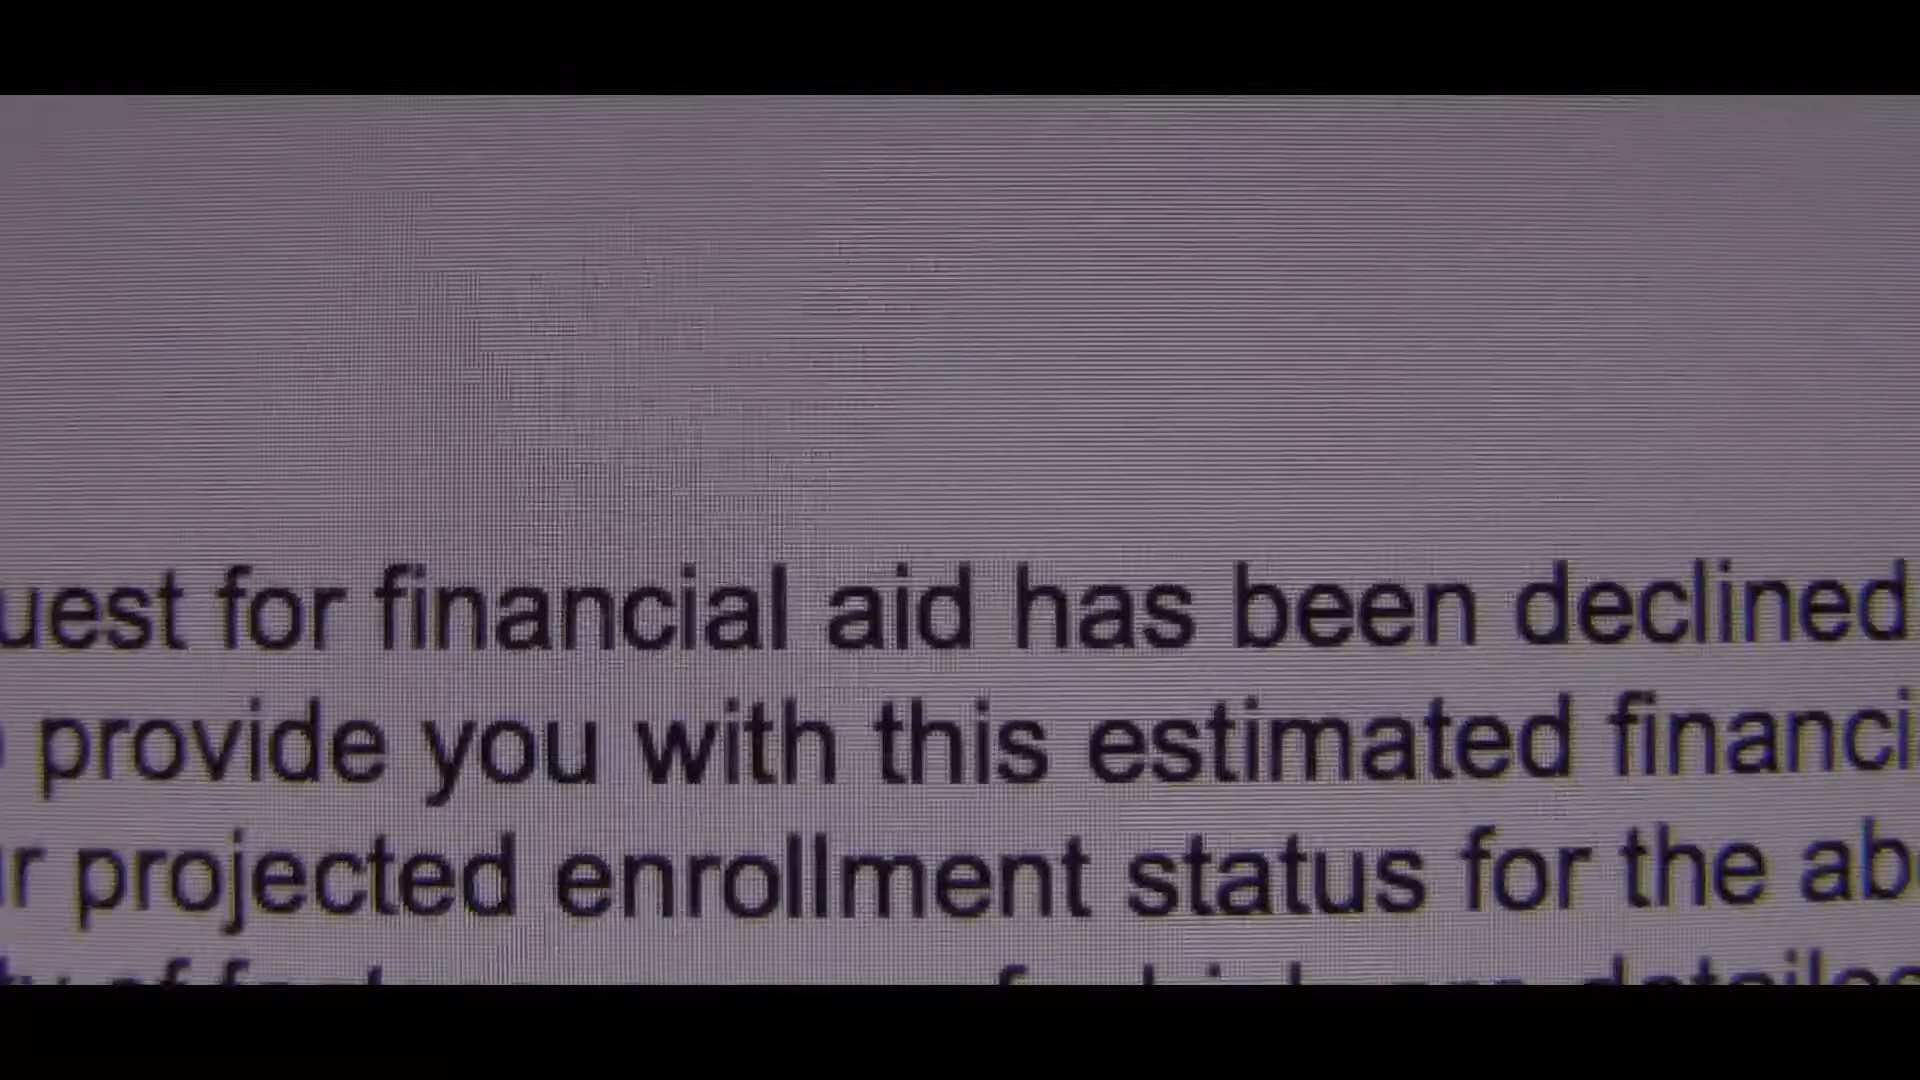 uest for financial aid has been declined
provide you with this estimated financi
r projected enrollment status for the ab